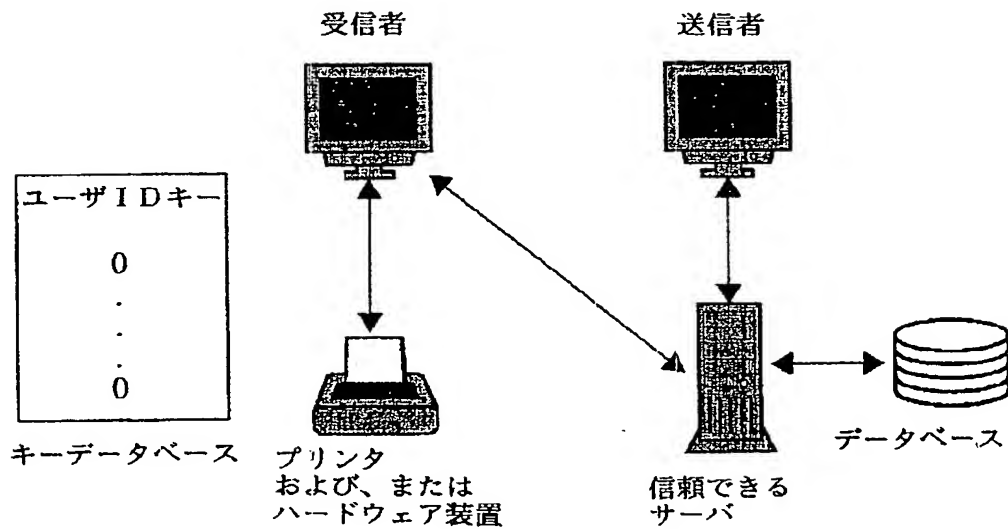 受信者
送信者
ユーザIDキー
0
.
.
.
0
キーデータベース
プリンタ
および、または
ハードウェア装置
信頼できる
サーバ
データベース